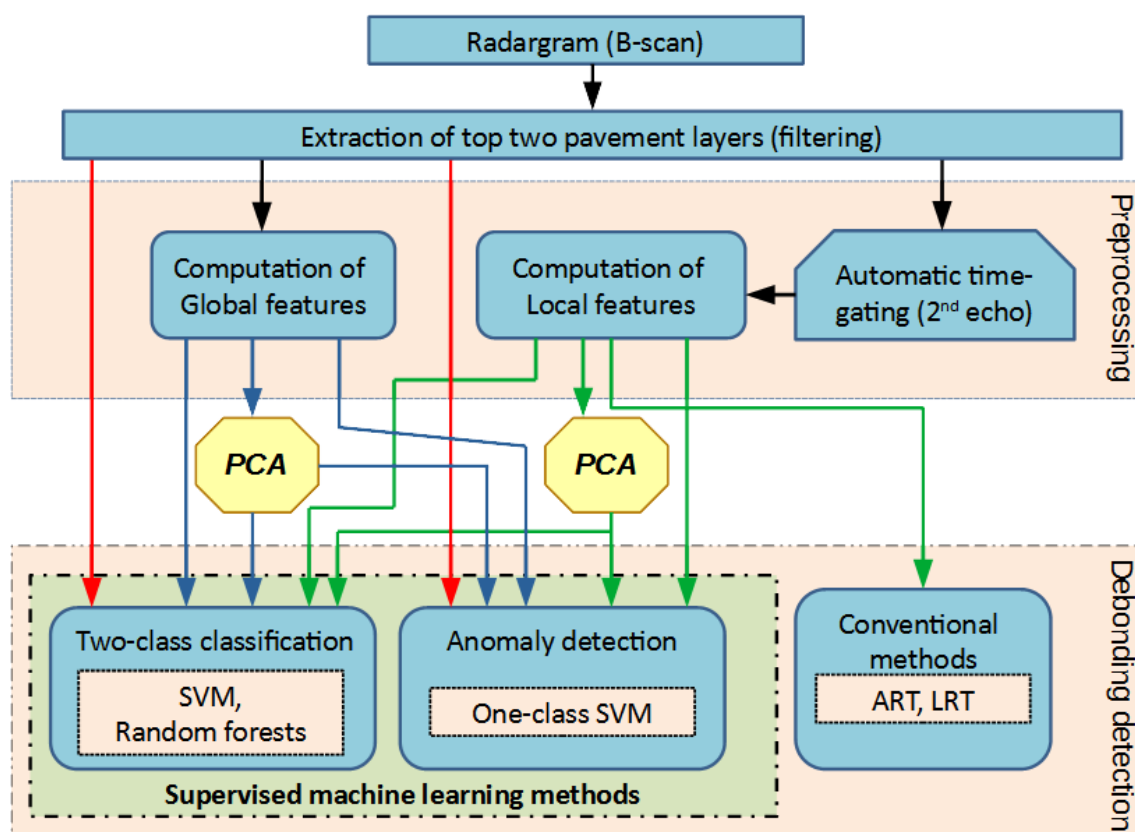 Radargram (B-scan)
Extraction of top two pavement layers (filtering)
Preprocessing
Computation of
Global features
Computation of
Local features
Automatic time-
gating (2nd echo)
PCA
PCA
Debonding detection
Two-class classification
SVM,
Random forests
Anomaly detection
One-class SVM
Conventional
methods
ART, LRT
Supervised machine learning methods